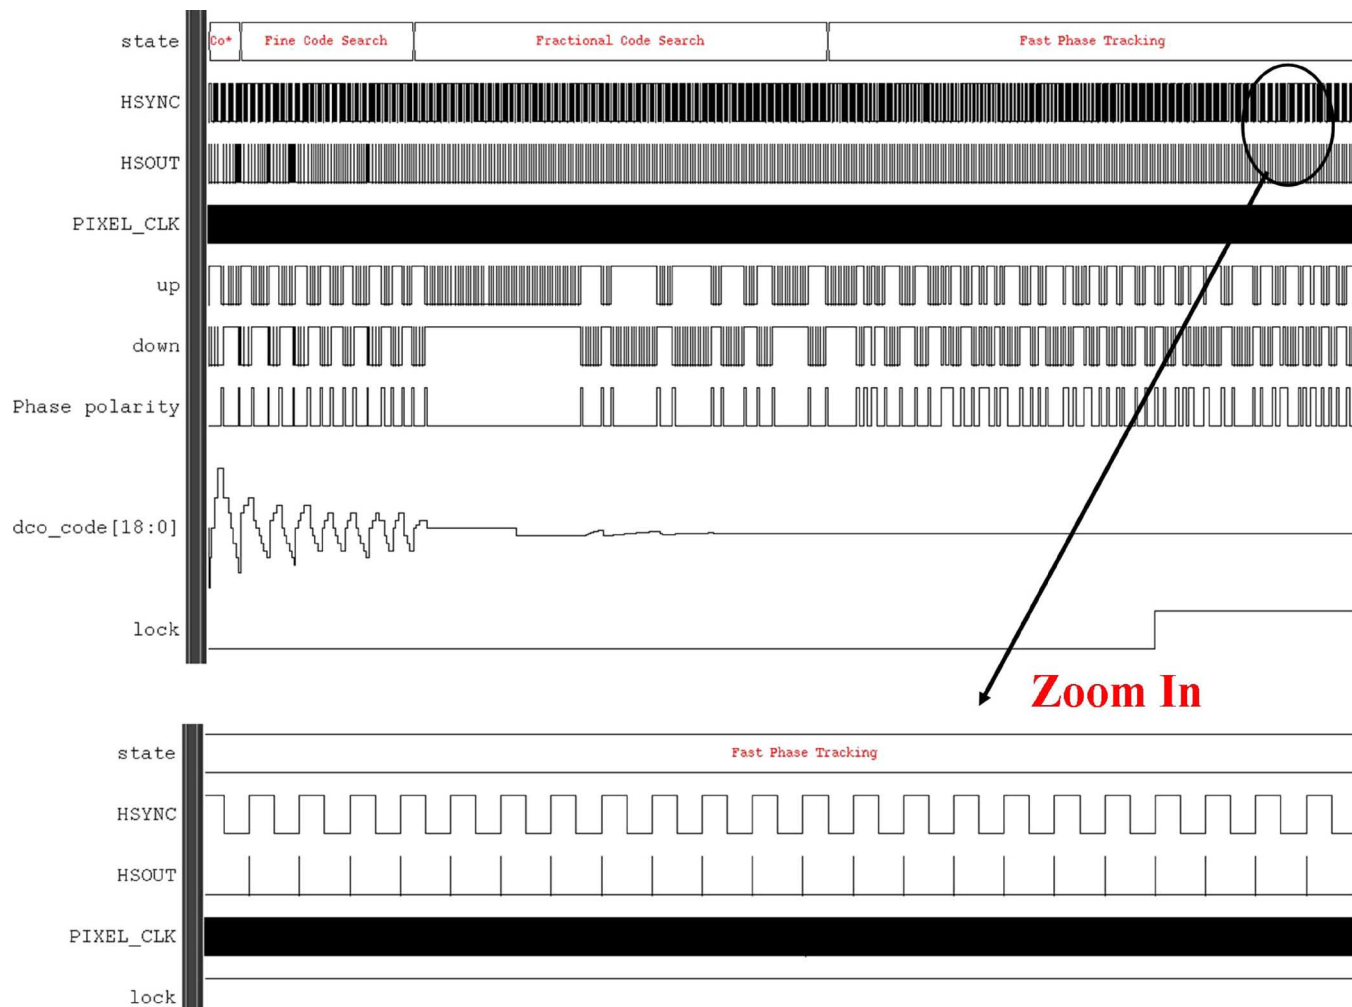 state Co* Fine Code Search Fractional Code Search Fast Phase Tracking
HSYNC
HSOUT
PIXEL_CLK
up
down
Phase polarity
dco_code[18:0]
lock
Zoom In
state Fast Phase Tracking
HSYNC
HSOUT
PIXEL_CLK
lock